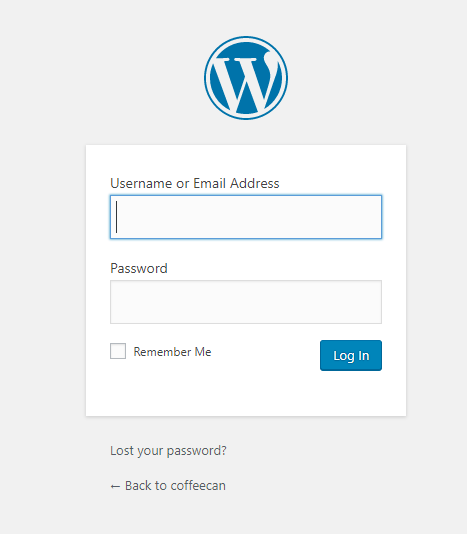 Username or Email Address
Password
Remember Me
Log In
Lost your password?
← Back to coffeecan